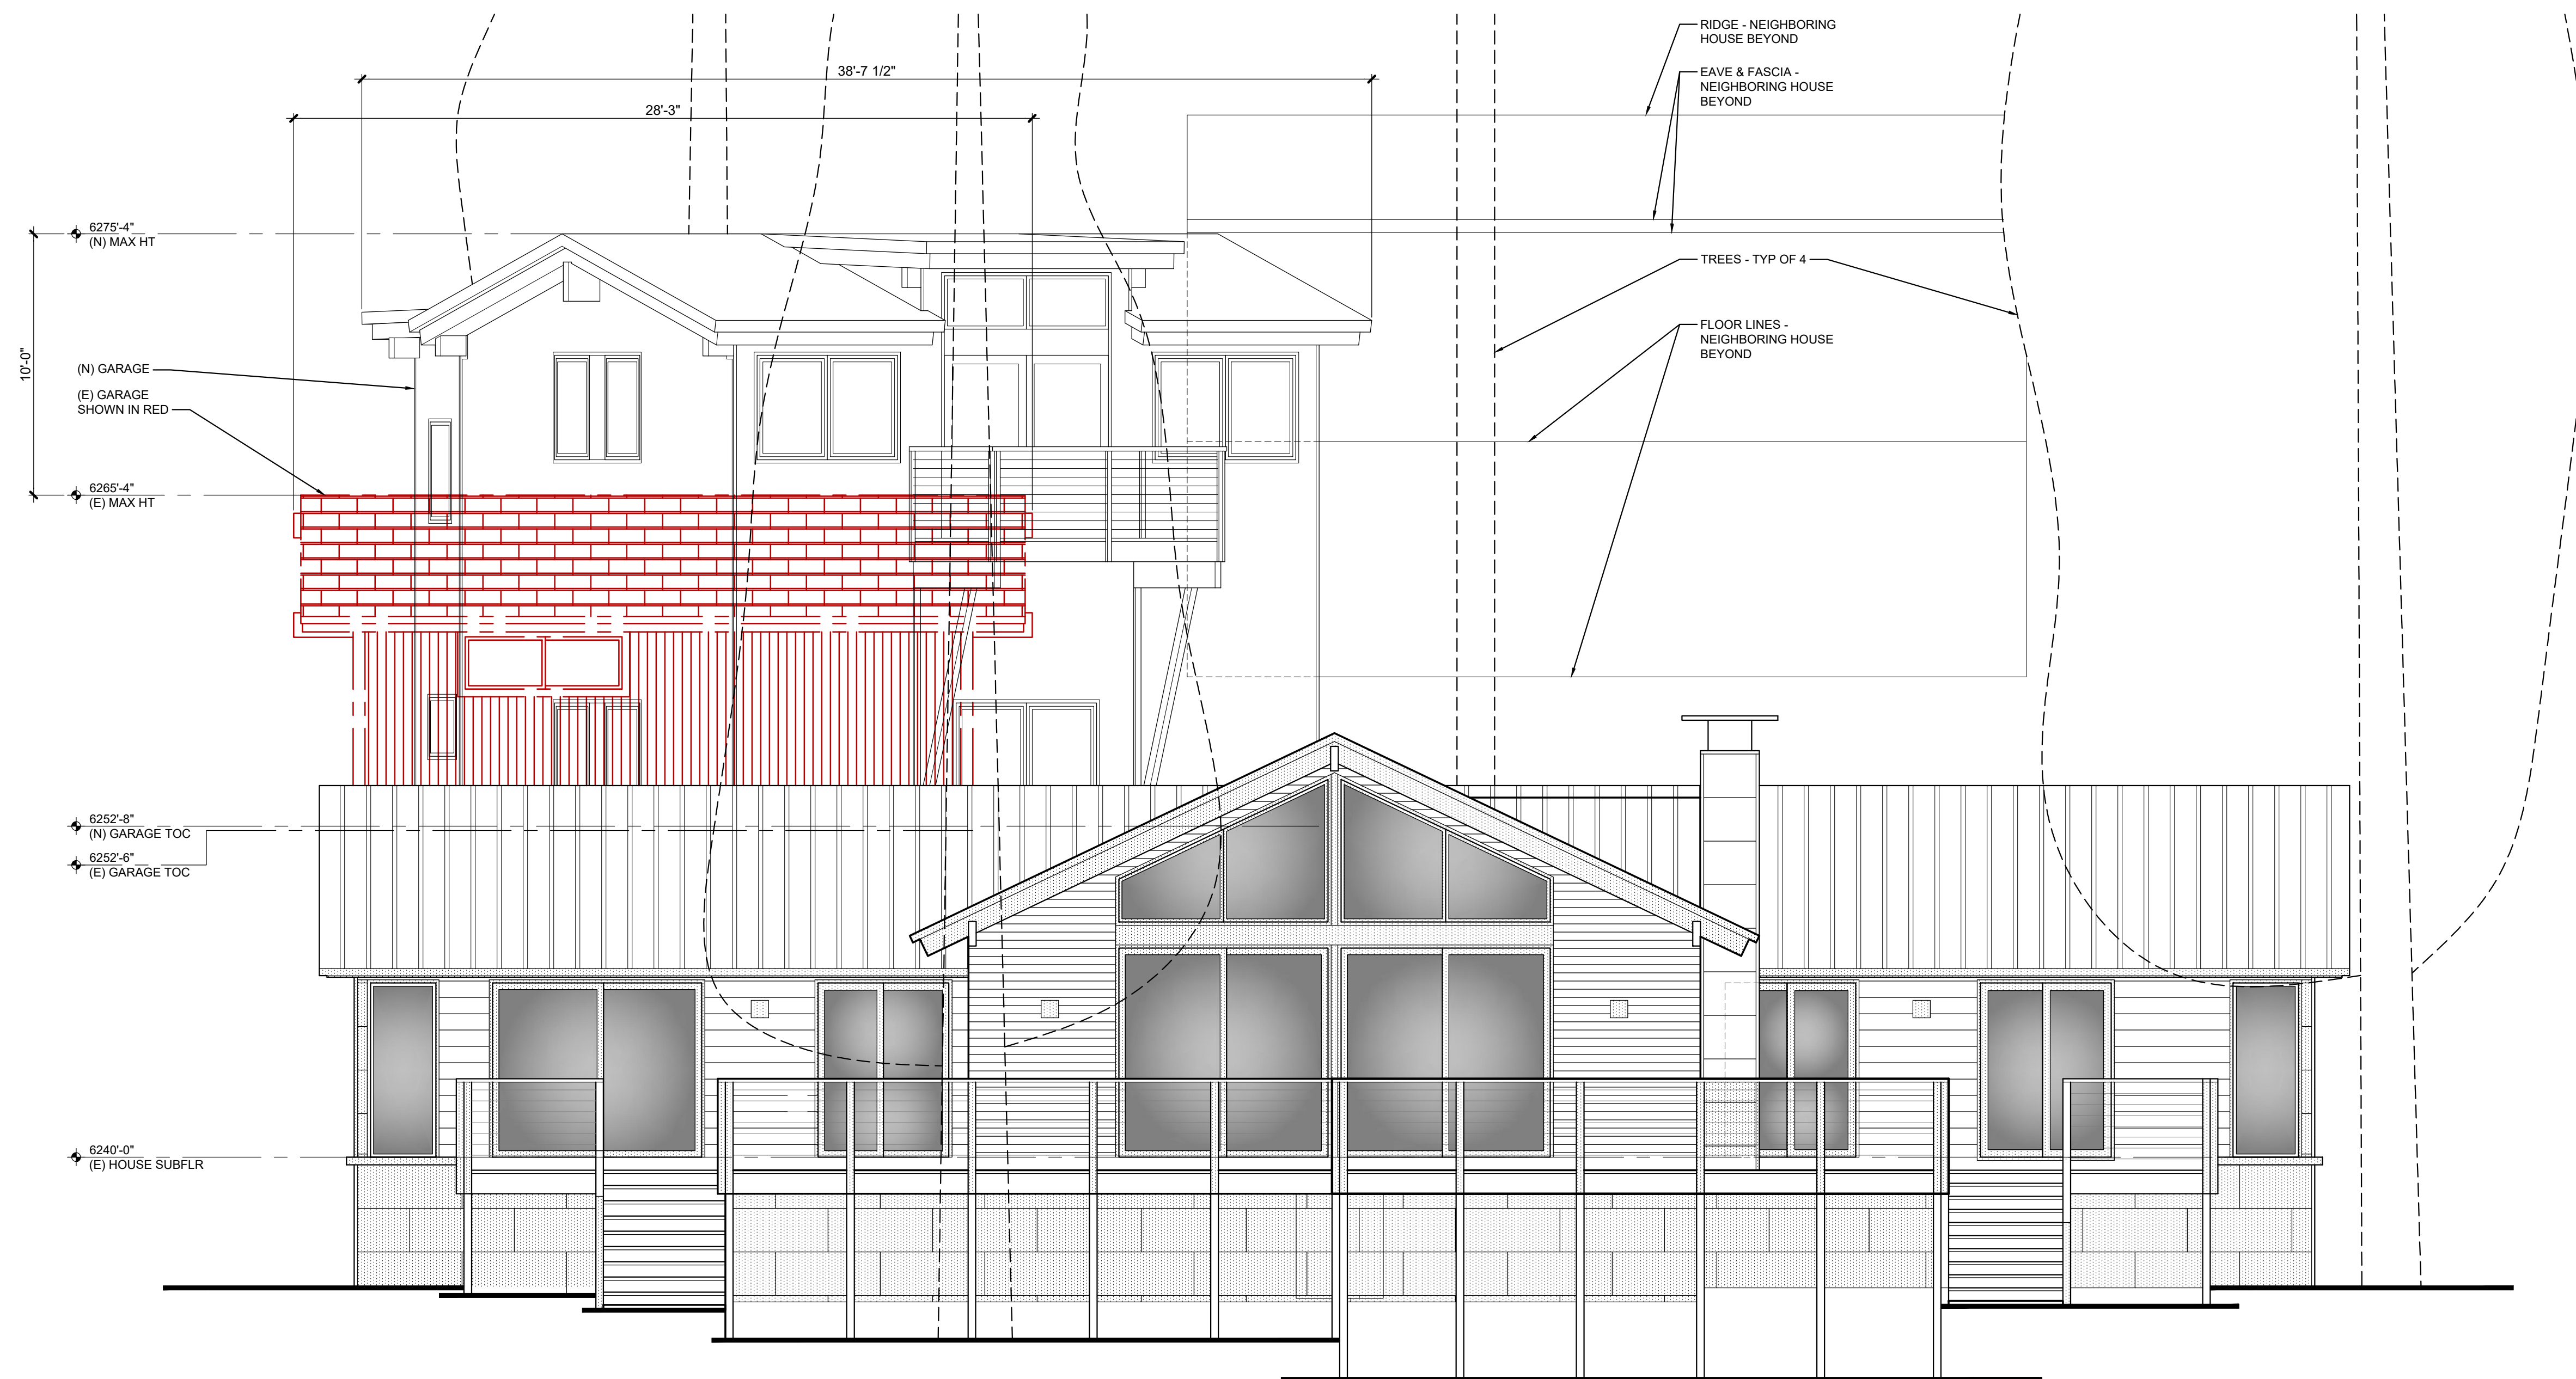 RIDGE - NEIGHBORING
HOUSE BEYOND
38'-7 1/2"
EAVE & FASCIA -
NEIGHBORING HOUSE
BEYOND
28'-3"
6275'-4"
(N) MAX HT
TREES - TYP OF 4
FLOOR LINES -
NEIGHBORING HOUSE
BEYOND
10'-0"
(N) GARAGE
(E) GARAGE
SHOWN IN RED
6265'-4"
(E) MAX HT
6252'-8"
(N) GARAGE TOC
6252'-6"
(E) GARAGE TOC
6240'-0"
(E) HOUSE SUBFLR